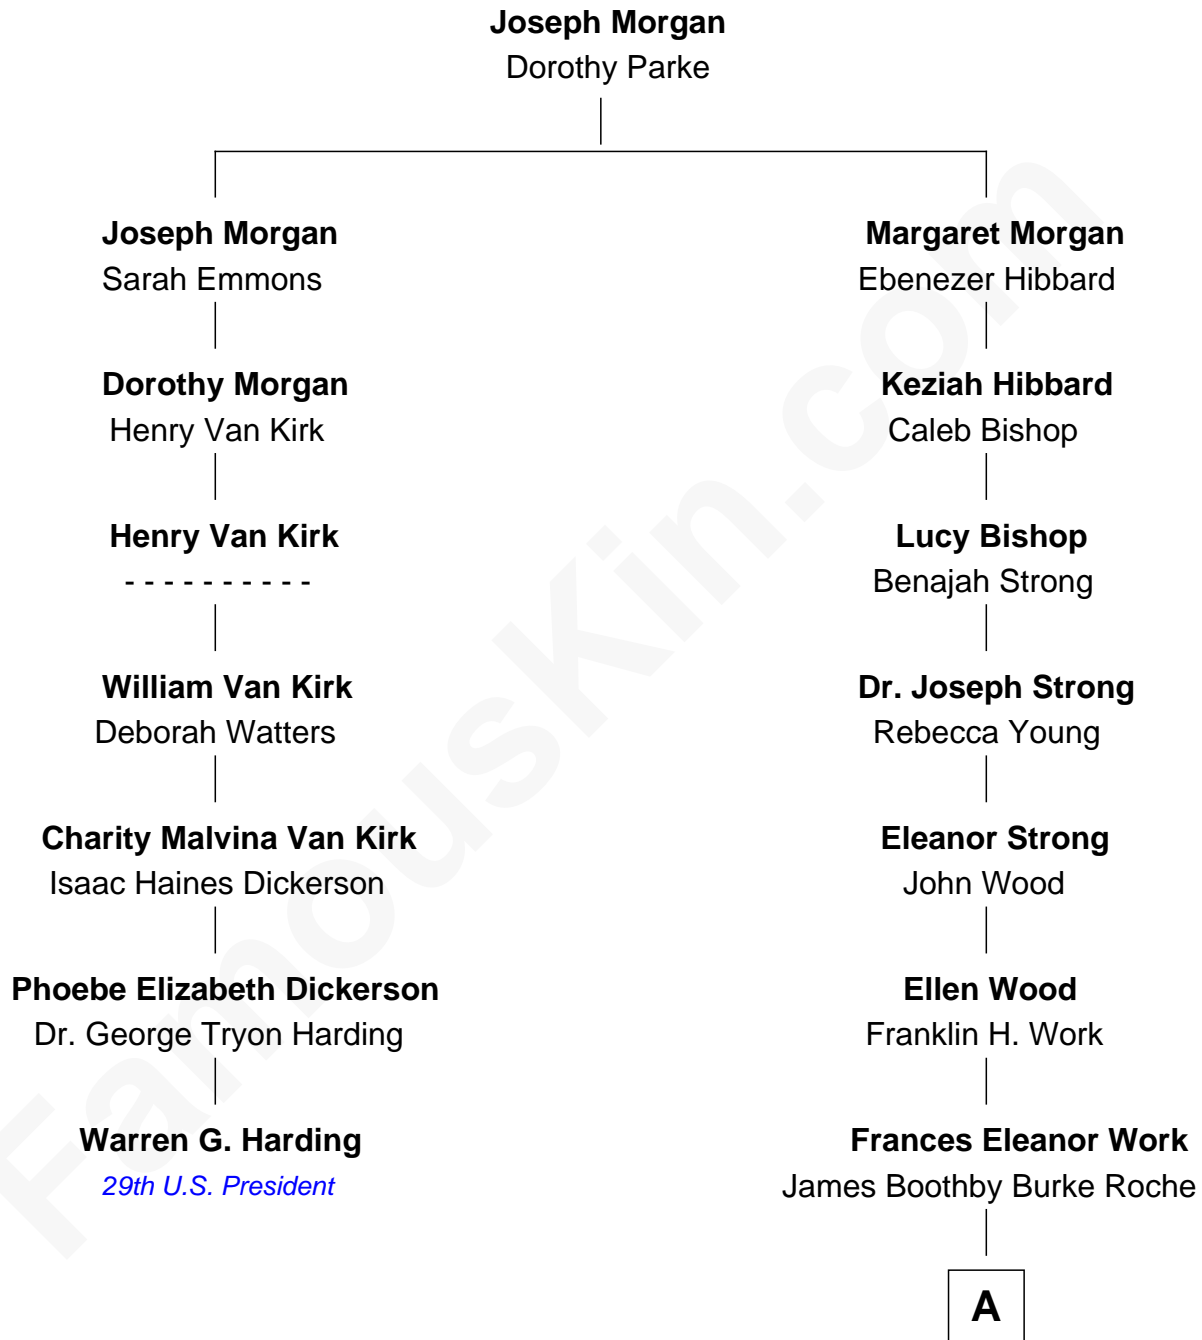 Joseph Morgan
Dorothy Parke
Joseph Morgan
Sarah Emmons
Margaret Morgan
Ebenezer Hibbard
Dorothy Morgan
Henry Van Kirk
Keziah Hibbard
Caleb Bishop
Henry Van Kirk
- - - - - - - - - -
Lucy Bishop
Benajah Strong
William Van Kirk
Deborah Watters
Dr. Joseph Strong
Rebecca Young
Charity Malvina Van Kirk
Isaac Haines Dickerson
Eleanor Strong
John Wood
Phoebe Elizabeth Dickerson
Dr. George Tryon Harding
Ellen Wood
Franklin H. Work
Warren G. Harding
29th U.S. President
Frances Eleanor Work
James Boothby Burke Roche
A
FamousKin.com